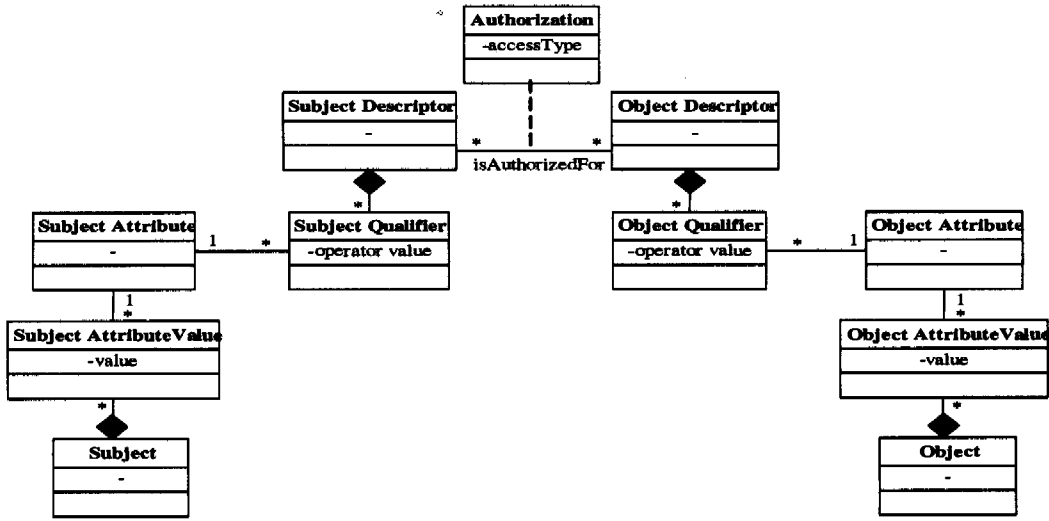 Authorization
-accessType
Subject Descriptor
-
Object Descriptor
-
* *
isAuthorizedFor
* *
Subject Attribute
-
1 *
Subject Qualifier
-operator value
Object Qualifier
-operator value
* 1
Object Attribute
-
1
*
1
*
Subject AttributeValue
-value
Object AttributeValue
-value
* *
Subject
-
Object
-